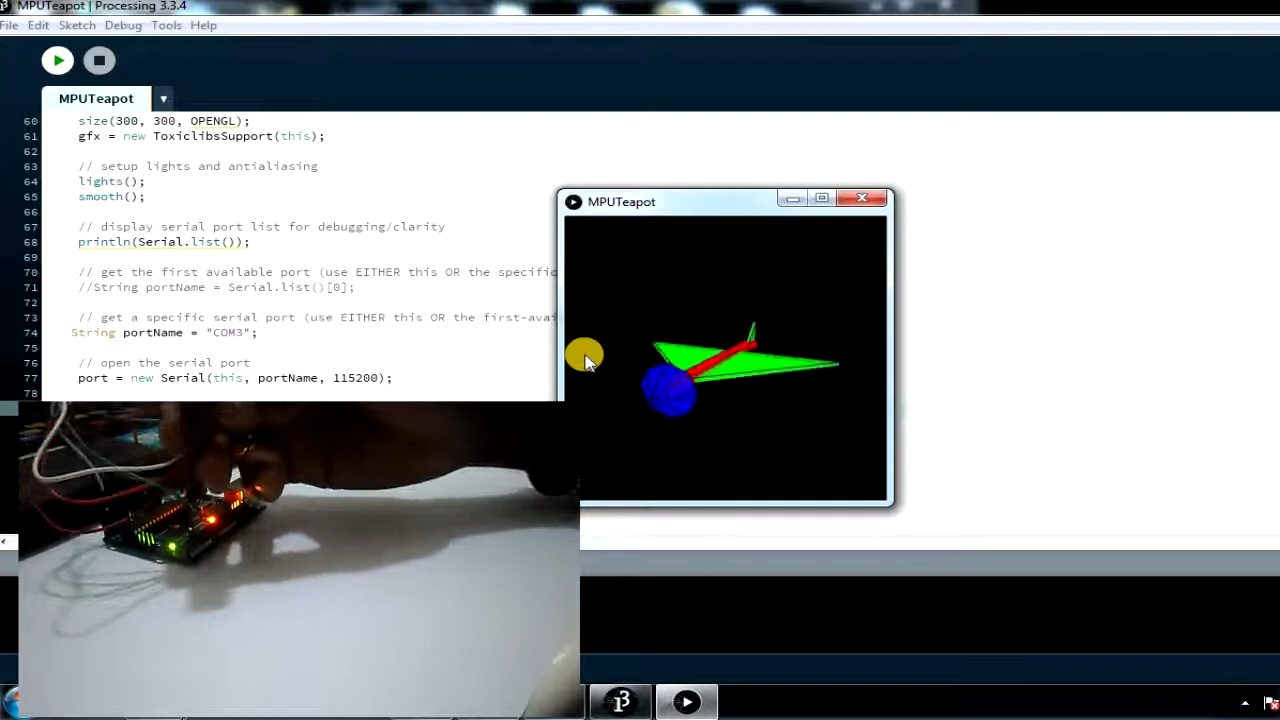 MPUTeapot | Processing 3.3.4
File Edit Sketch Debug Tools Help
MPUTeapot
60 size(300, 300, OPENGL);
61 gfx = new ToxiclibsSupport(this);
62
63 // setup lights and antialiasing
64 lights();
65 smooth();
66
67 // display serial port list for debugging/clarity
68 println(Serial.list());
69
70 // get the first available port (use EITHER this OR the specific
71 //String portName = Serial.list()[0];
72
73 // get a specific serial port (use EITHER this OR the first-avai
74 String portName = "COM3";
75
76 // open the serial port
77 port = new Serial(this, portName, 115200);
78
MPUTeapot